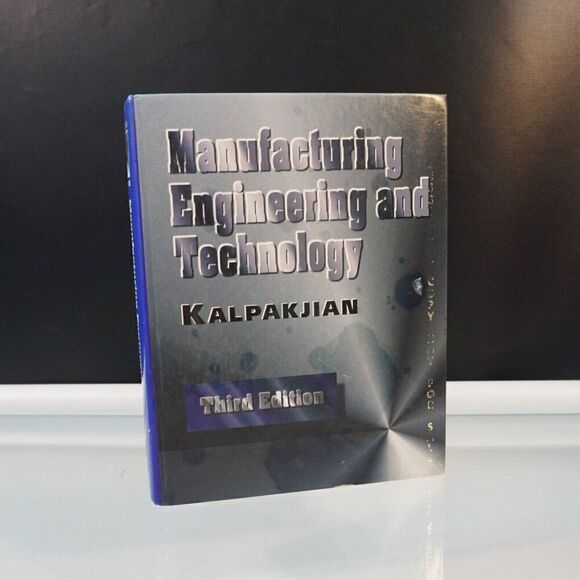 Manufacturing
Engineering and
Technology
KALPAKJIAN
Third Edition